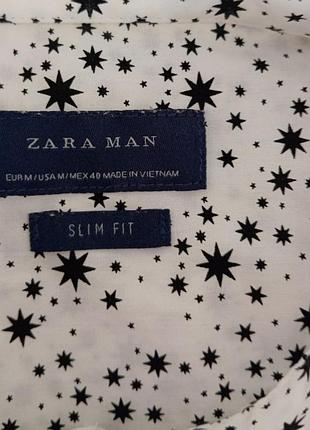 ZARA MAN
EUR M / USA M / MEX 40 MADE IN VIETNAM
SLIM FIT